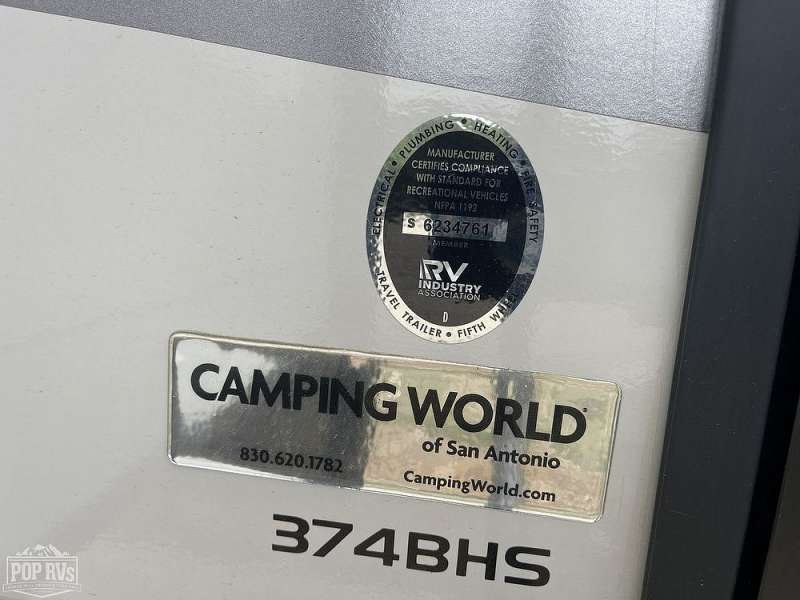 ELECTRICAL • PLUMBING • HEATING • FIRE SAFETY
MANUFACTURER
CERTIFIES COMPLIANCE
WITH STANDARD FOR
RECREATIONAL VEHICLES
NFPA 1192
S 6234761
MEMBER
RV
INDUSTRY
ASSOCIATION
D
TRAVEL TRAILER • FIFTH
CAMPING WORLD
of San Antonio
830.620.1782
CampingWorld.com
374BHS
POP RVs